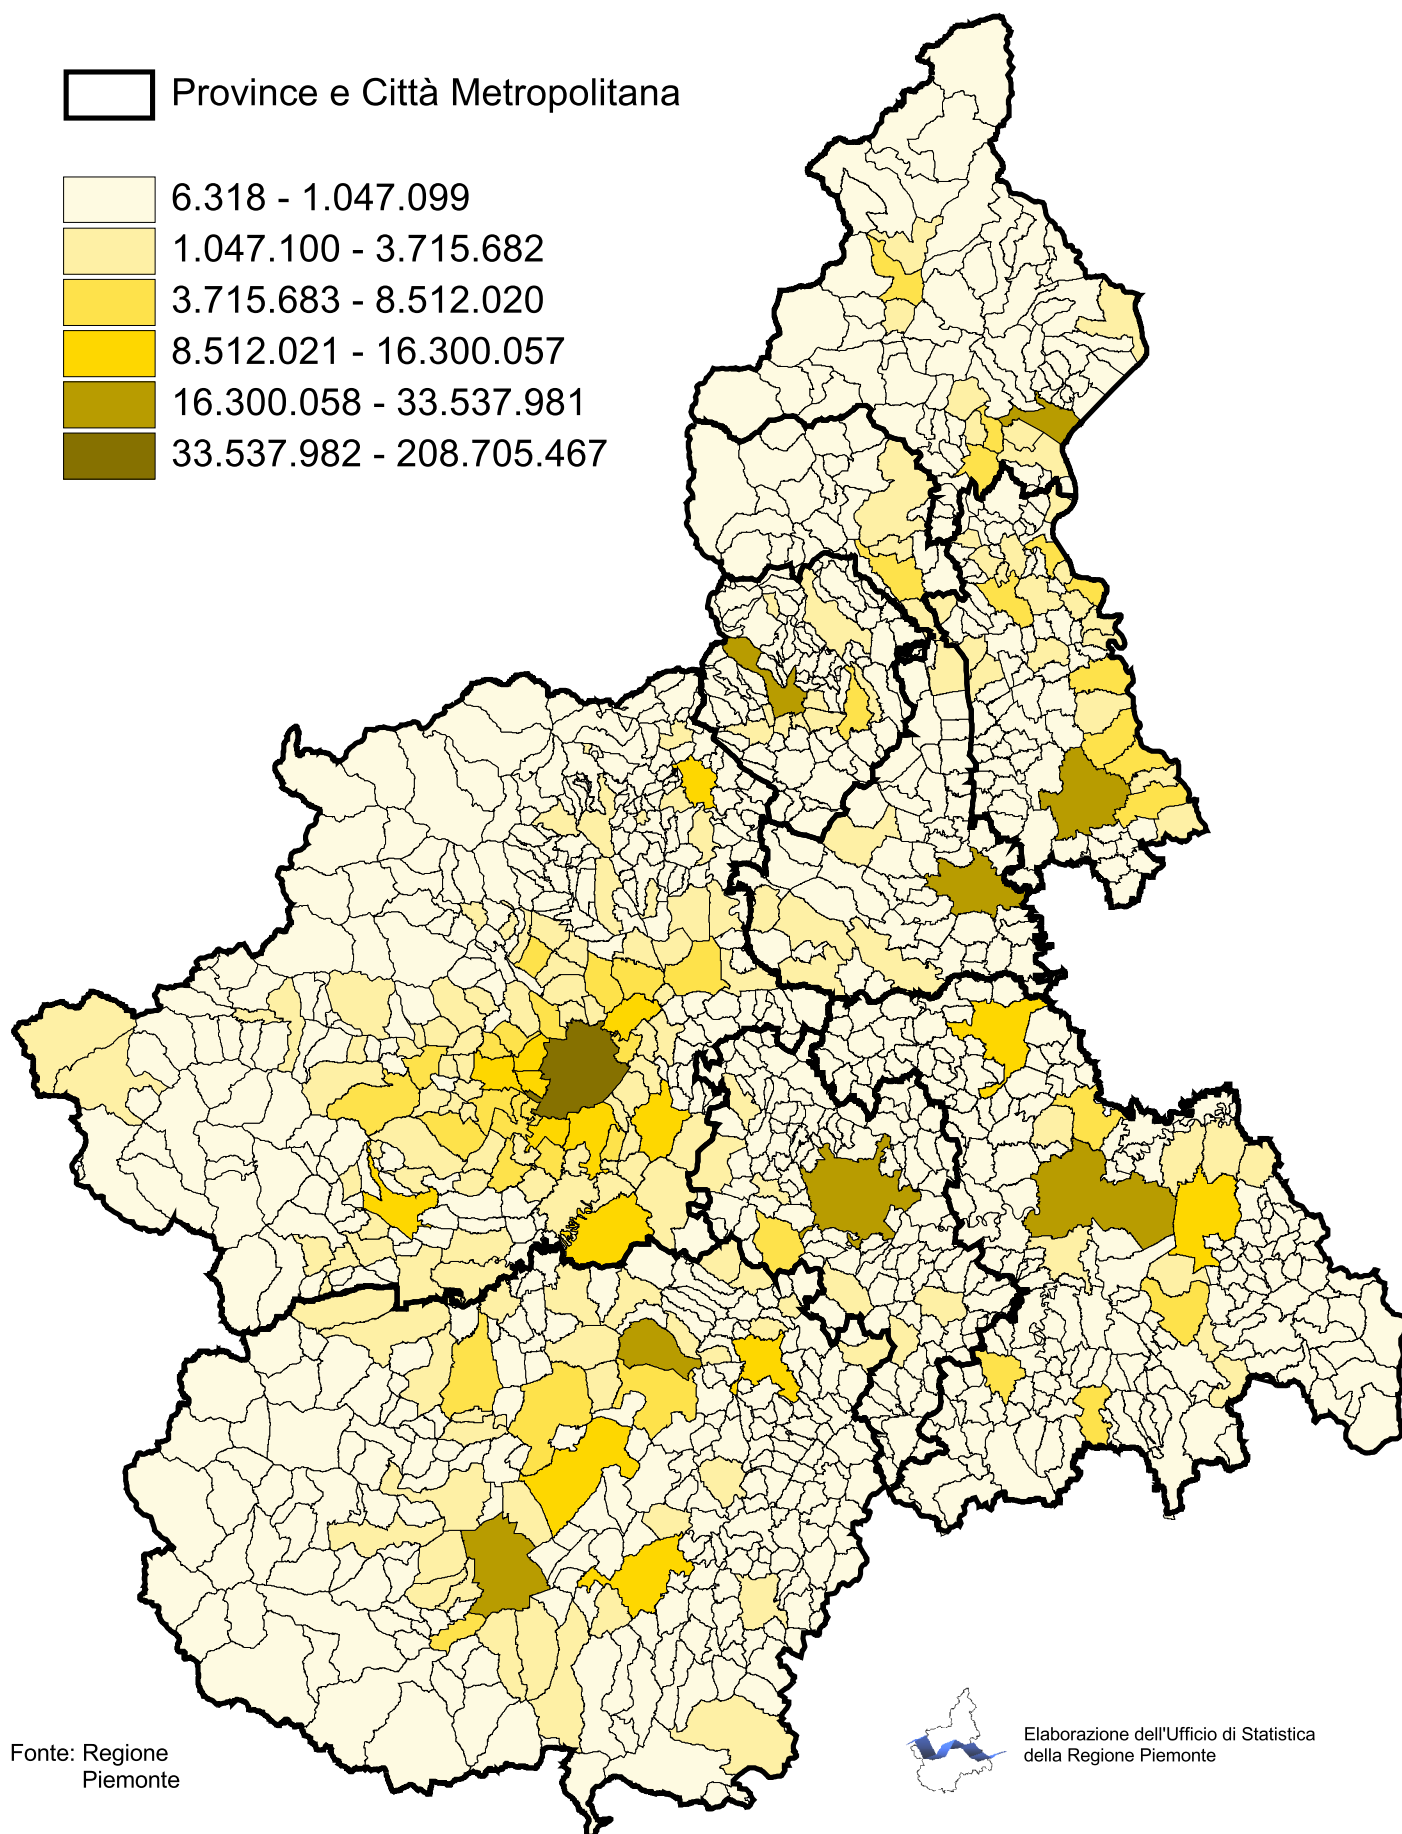 Province e Città Metropolitana
6.318 - 1.047.099
1.047.100 - 3.715.682
3.715.683 - 8.512.020
8.512.021 - 16.300.057
16.300.058 - 33.537.981
33.537.982 - 208.705.467
Fonte: Regione
Piemonte
Elaborazione dell'Ufficio di Statistica
della Regione Piemonte